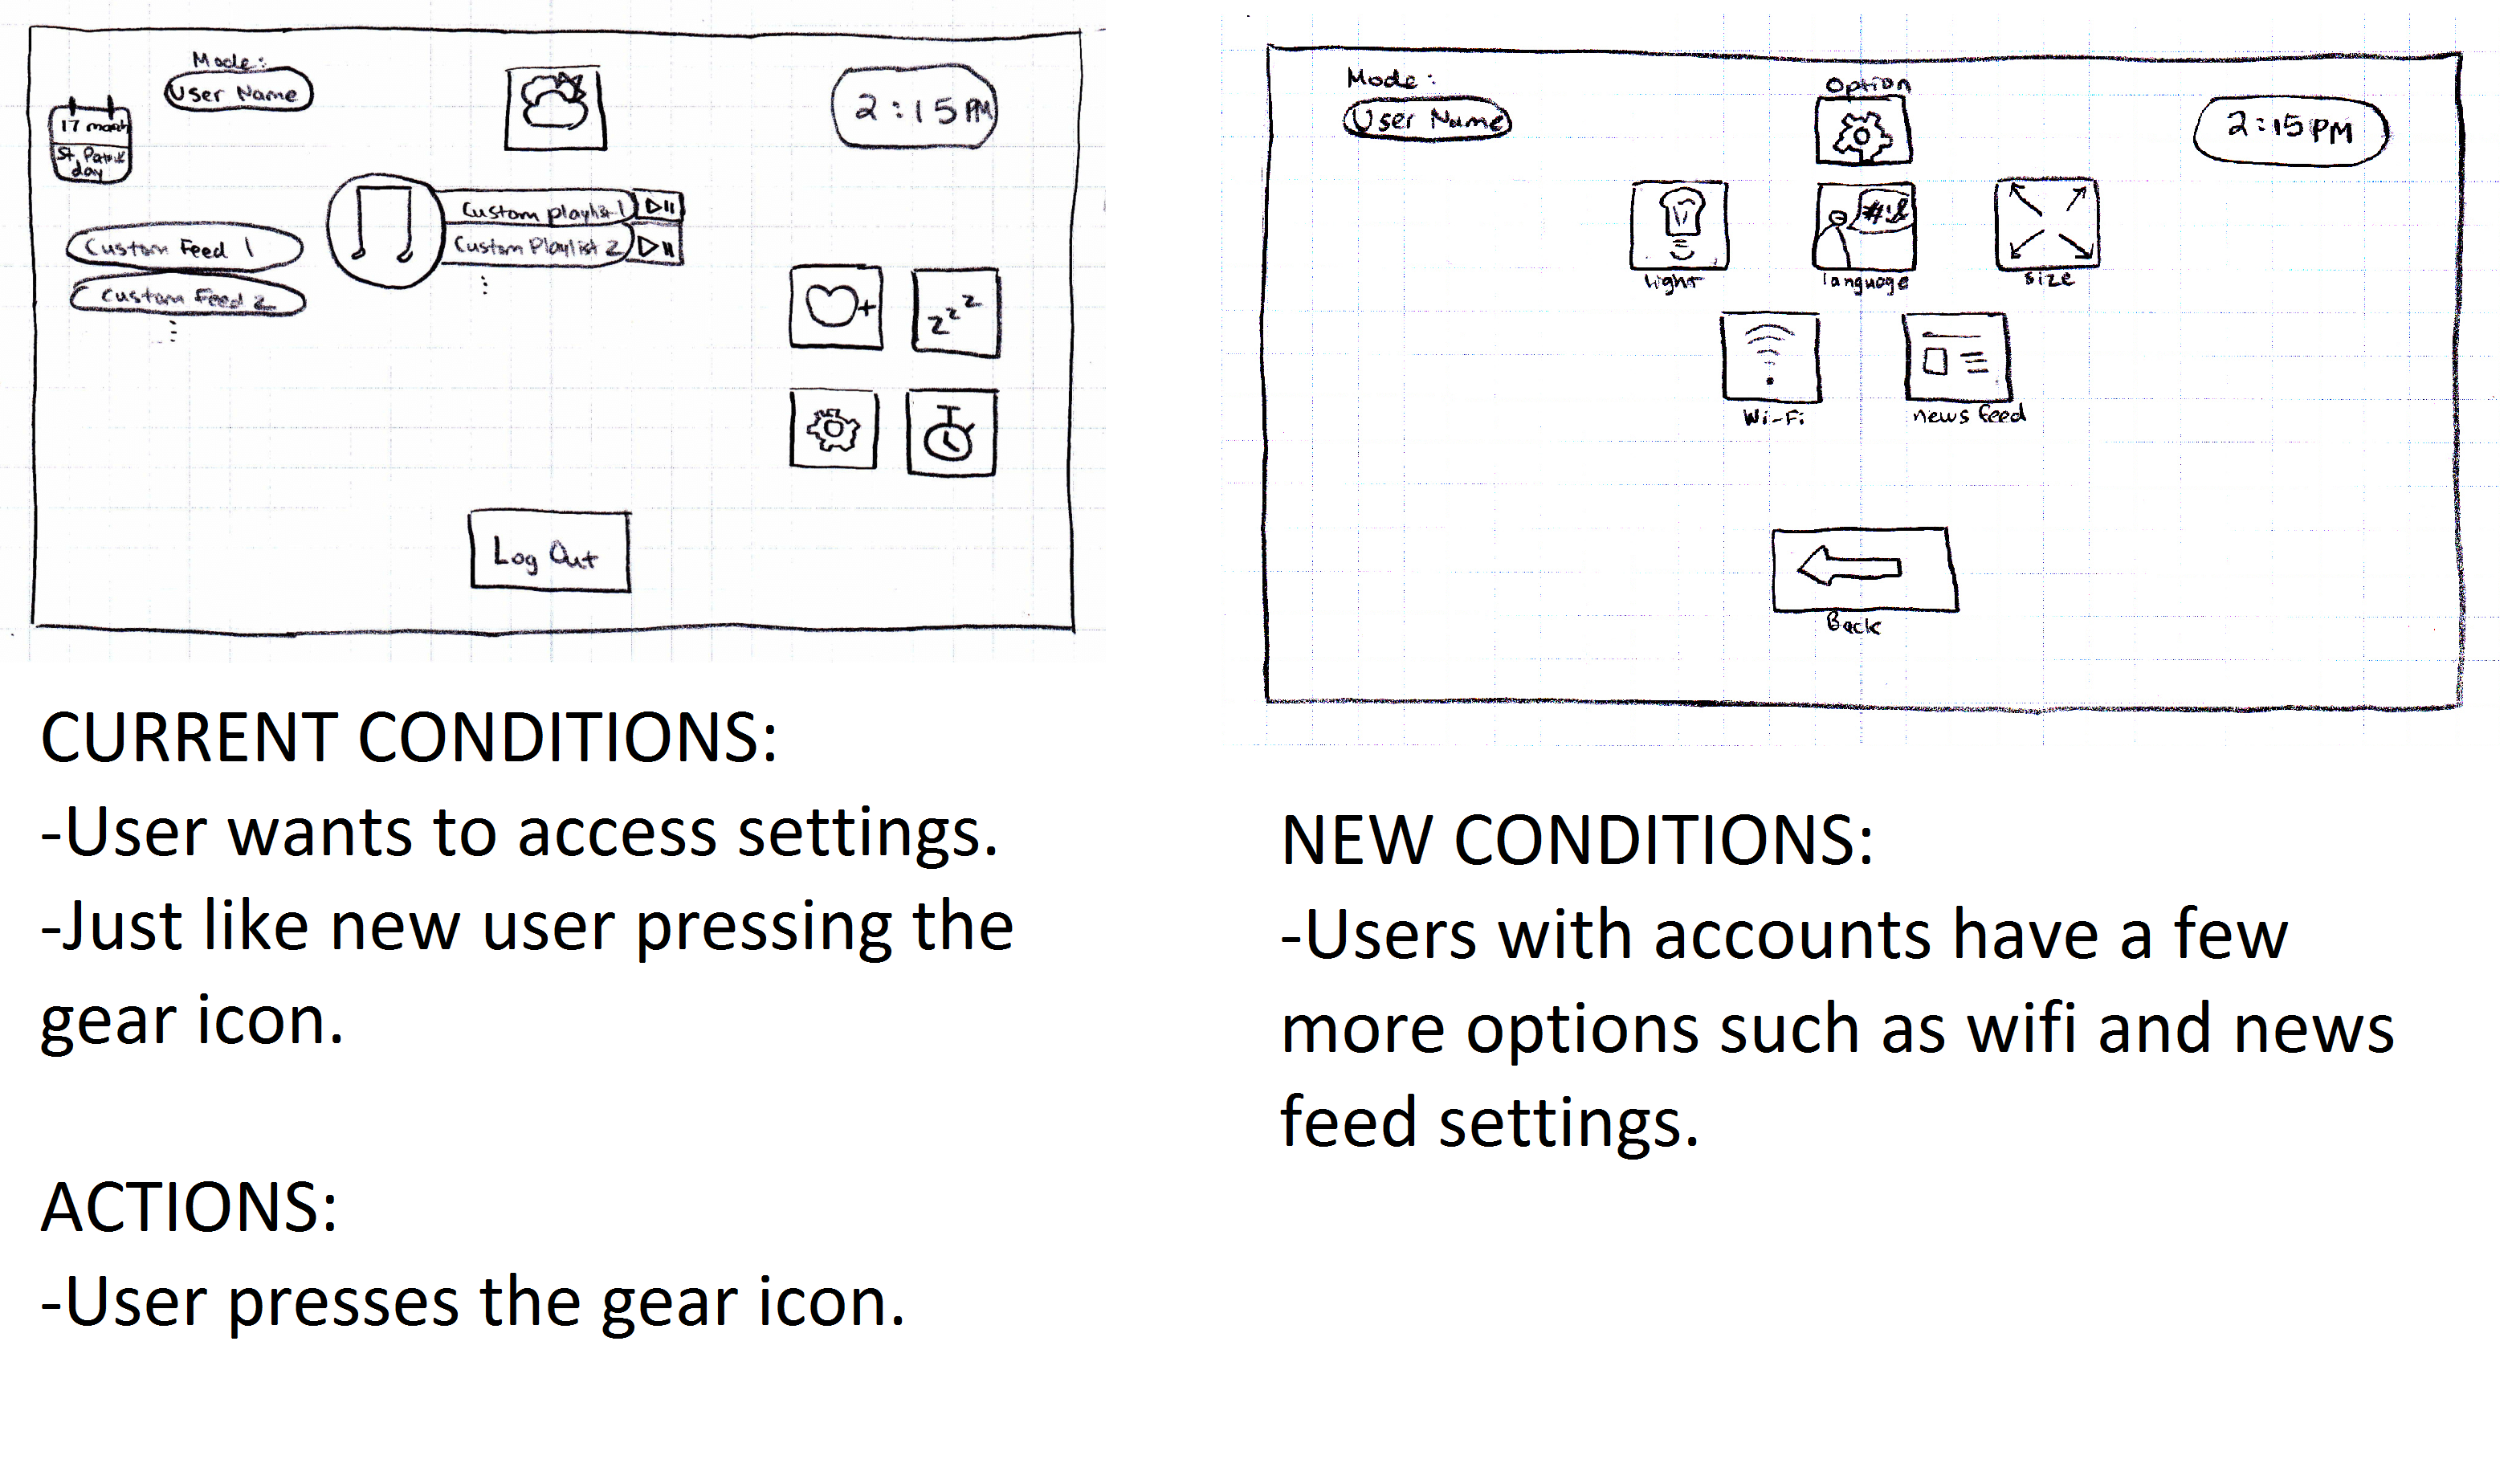 Mode:
User Name
17 march
St. Patrick
day
2:15 PM
Custom playlist 1
Custom Playlist 2
Custom Feed 1
Custom Feed 2
z z z
Log Out
CURRENT CONDITIONS:
-User wants to access settings.
-Just like new user pressing the
gear icon.
ACTIONS:
-User presses the gear icon.
Mode:
User Name
Option
2:15 PM
light
language
size
Wi-Fi
news feed
Back
NEW CONDITIONS:
-Users with accounts have a few
more options such as wifi and news
feed settings.